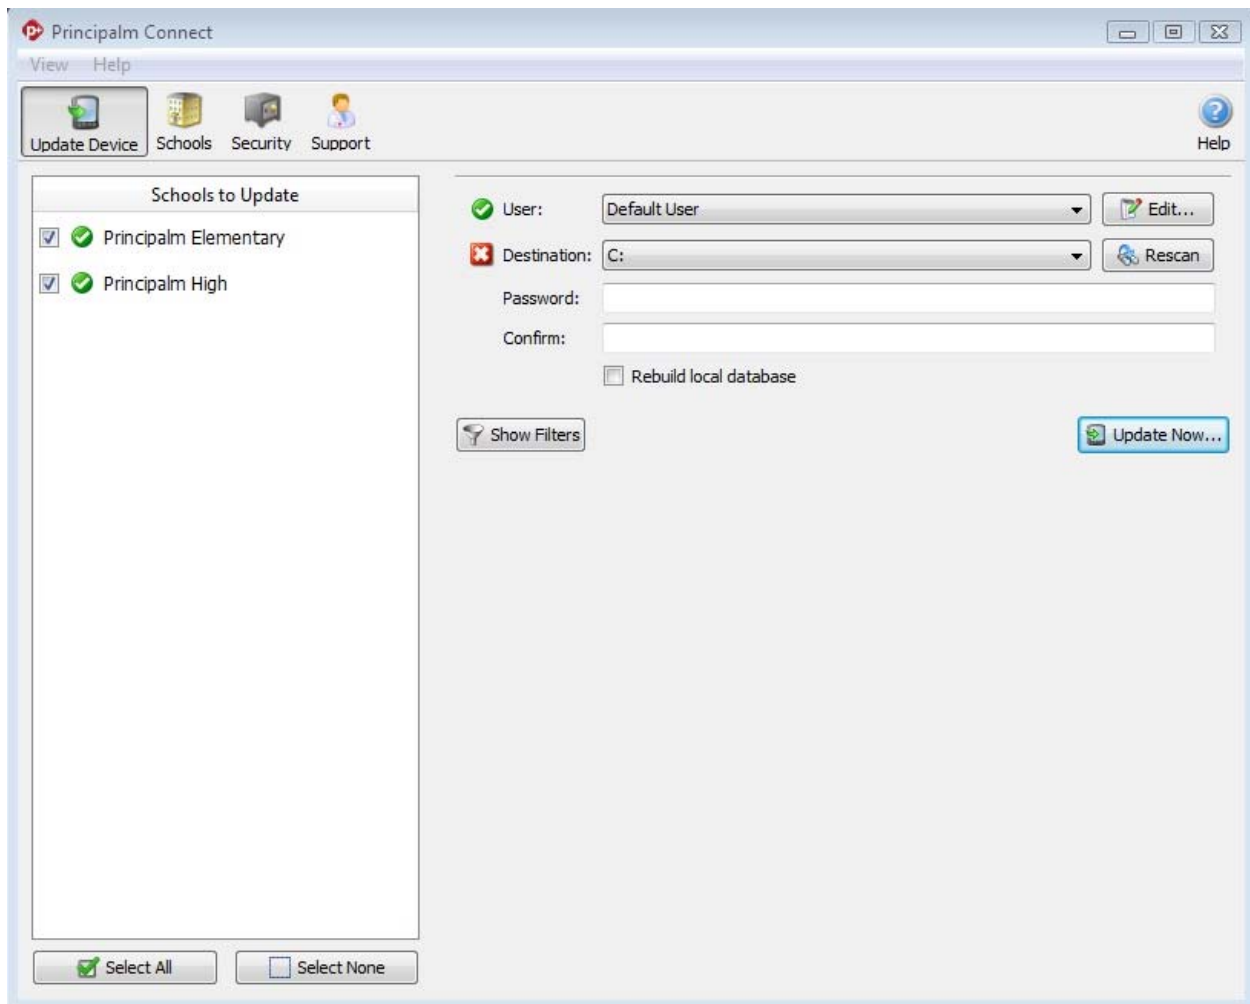 Principalm Connect
View Help
Update Device Schools Security Support Help
Schools to Update
Principalm Elementary
Principalm High
User: Default User Edit...
Destination: C: Rescan
Password:
Confirm:
Rebuild local database
Show Filters Update Now...
Select All Select None